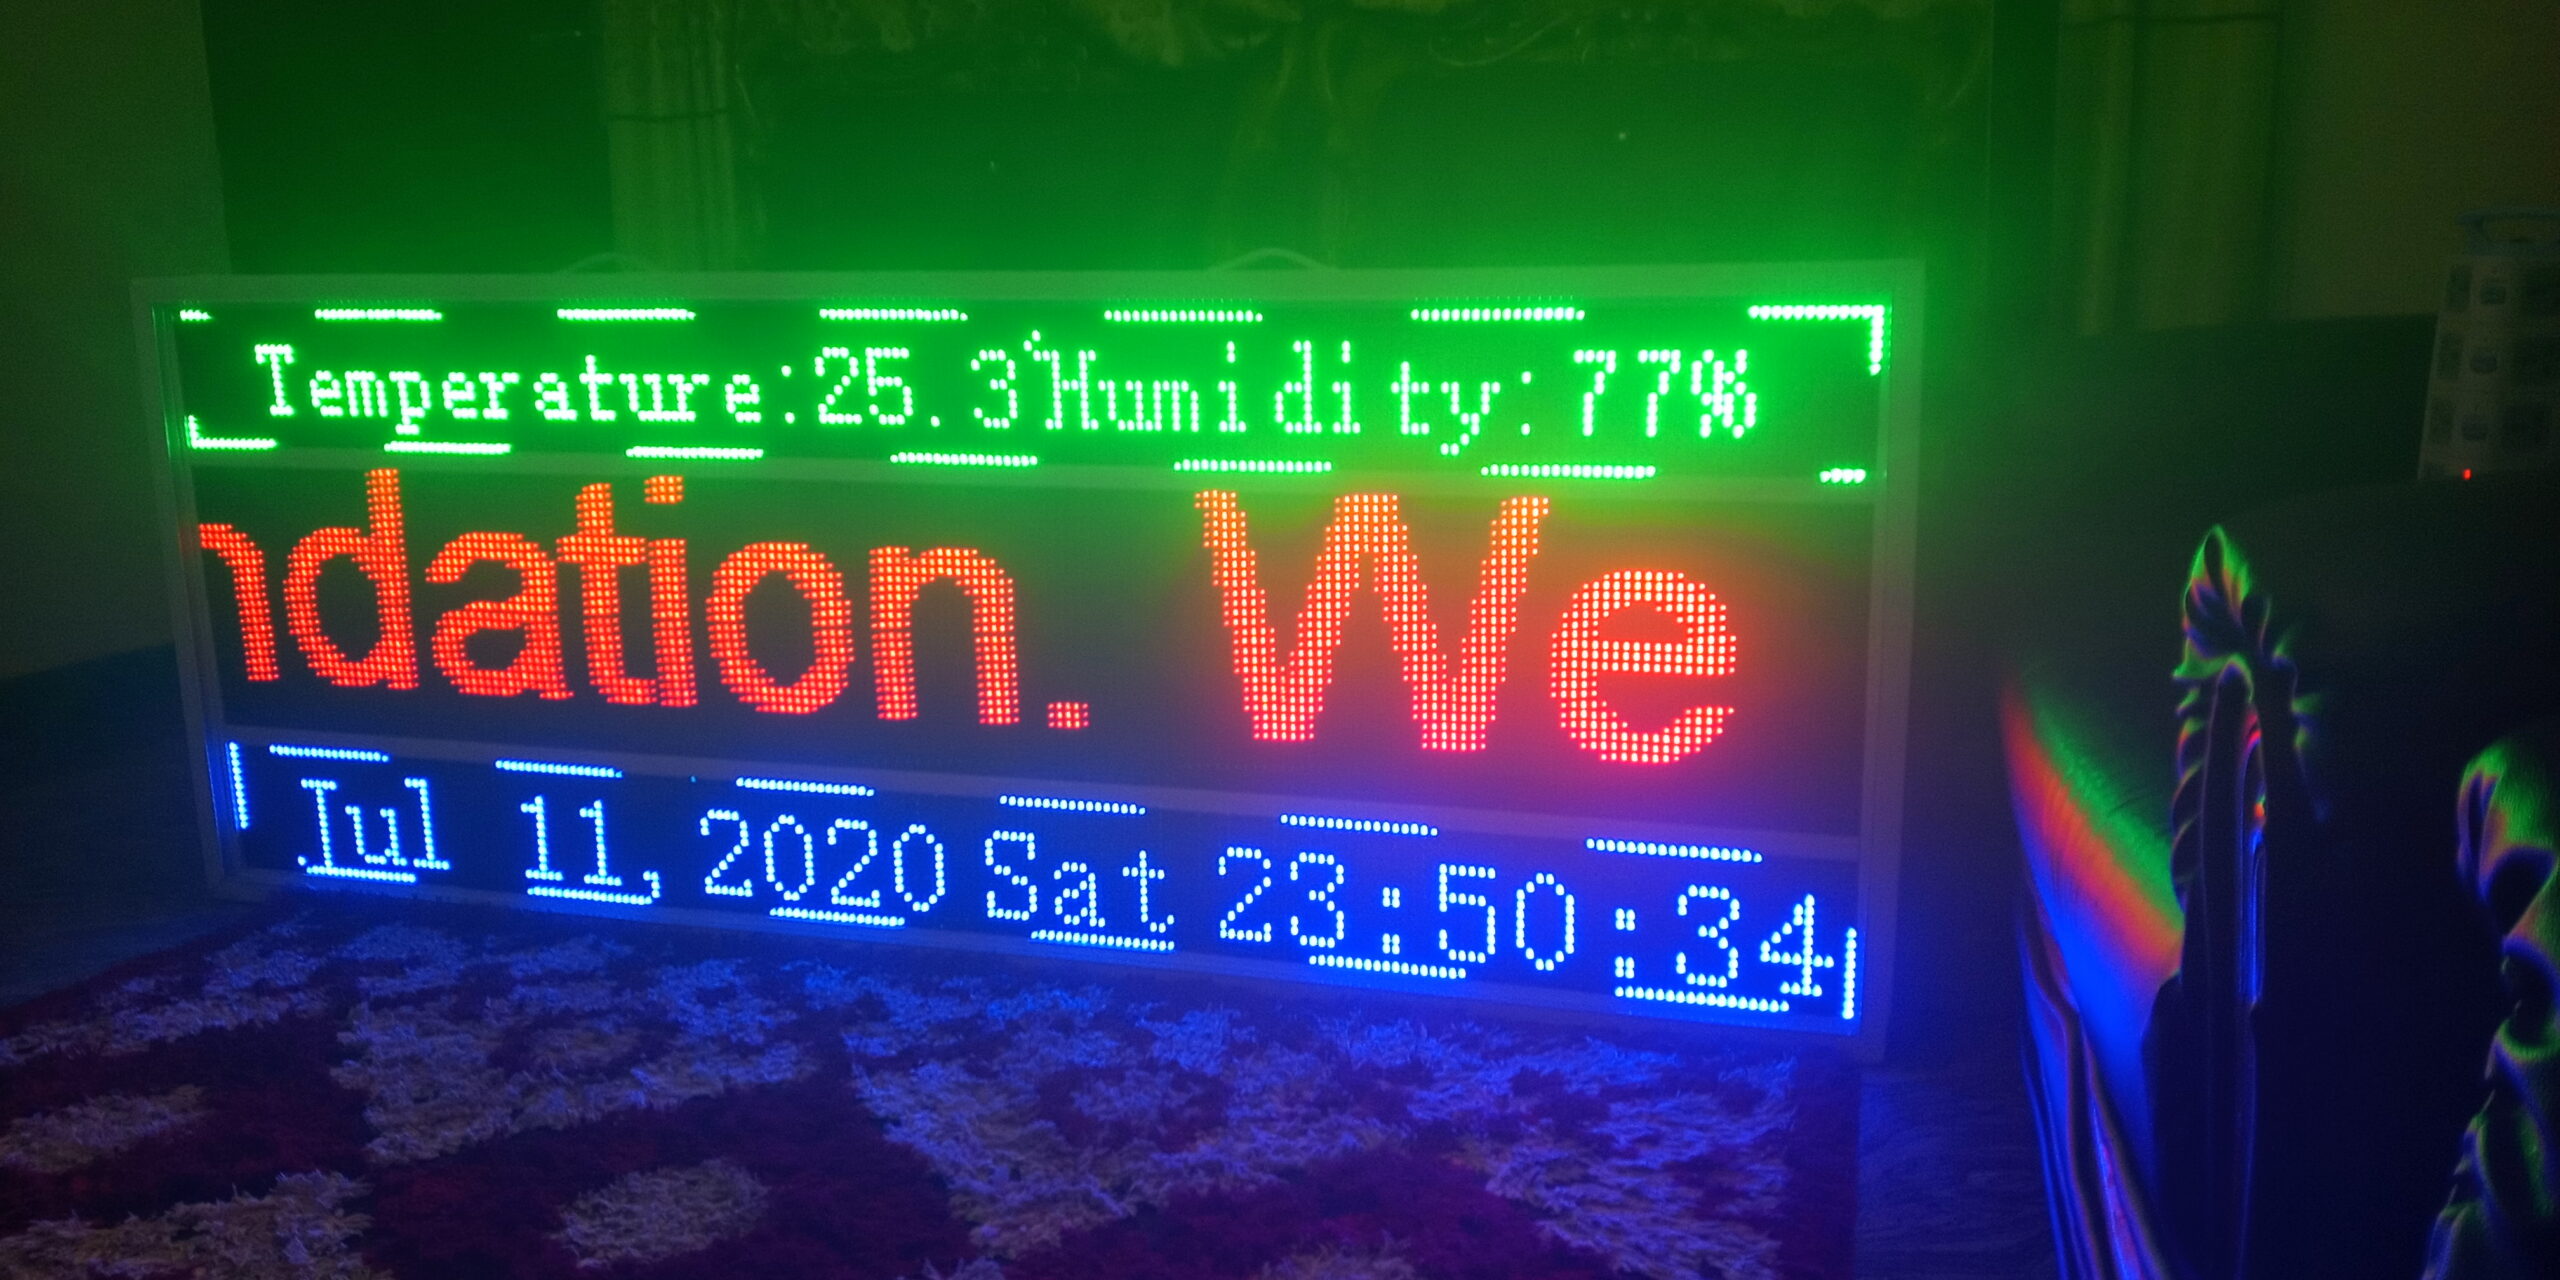 Temperature:25.3°Humidity:77%
ndation. We
Jul 11, 2020 Sat 23:50:34